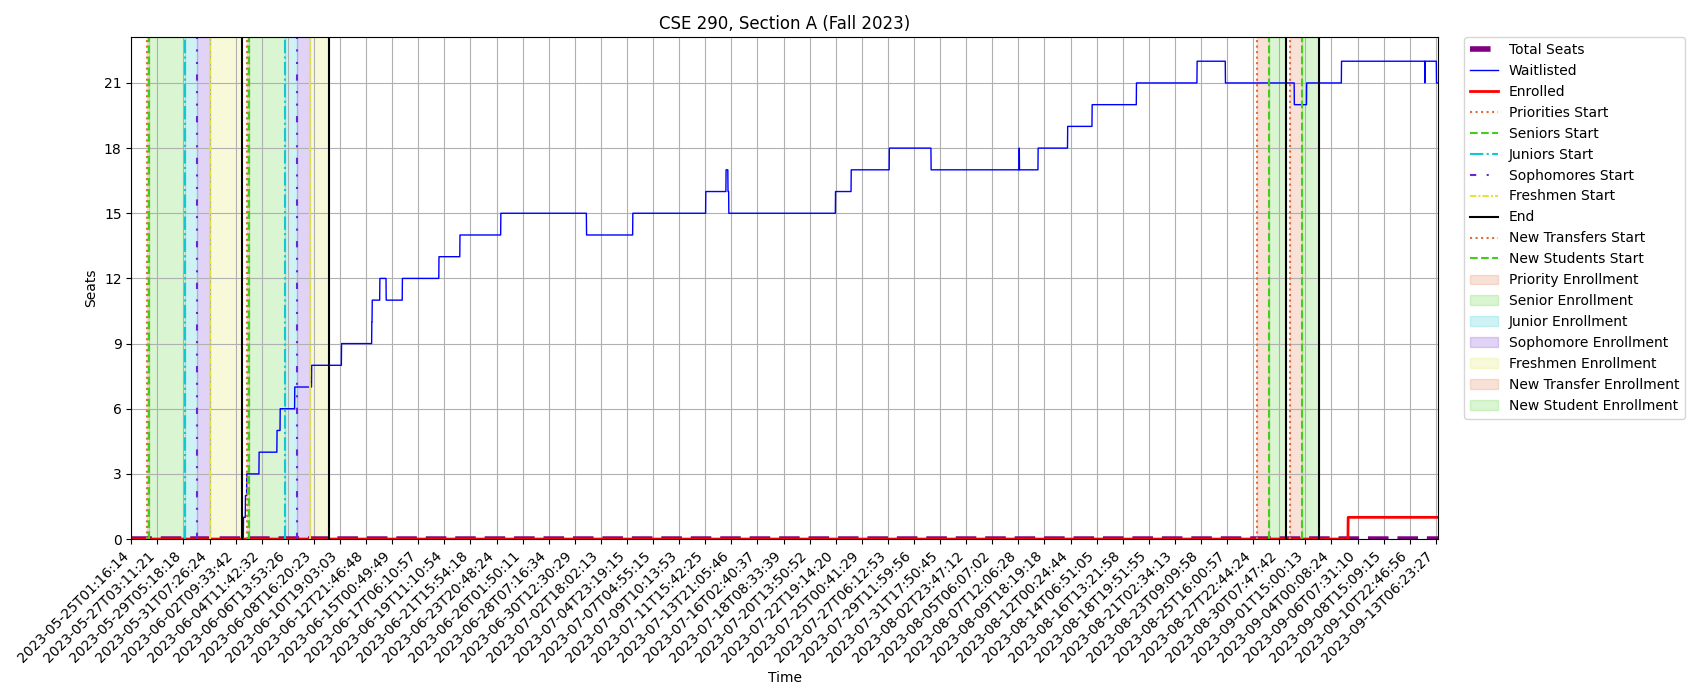 CSE 290, Section A (Fall 2023)
Seats
21
18
15
12
9
6
3
0
2023-05-25T01:16:14
2023-05-27T03:11:21
2023-05-29T05:18:18
2023-05-31T07:26:24
2023-06-02T09:33:42
2023-06-04T11:42:32
2023-06-06T13:53:26
2023-06-08T16:20:23
2023-06-10T19:03:03
2023-06-12T21:46:48
2023-06-15T00:49:49
2023-06-17T06:10:57
2023-06-19T11:10:54
2023-06-21T15:54:18
2023-06-23T20:48:24
2023-06-26T01:50:11
2023-06-28T07:16:34
2023-06-30T12:30:29
2023-07-02T18:02:13
2023-07-04T23:19:15
2023-07-07T04:55:15
2023-07-09T10:13:53
2023-07-11T15:42:25
2023-07-13T21:05:46
2023-07-16T02:40:37
2023-07-18T08:33:39
2023-07-20T13:50:52
2023-07-22T19:14:20
2023-07-25T00:41:29
2023-07-27T06:12:53
2023-07-29T11:59:56
2023-07-31T17:50:45
2023-08-02T23:47:12
2023-08-05T06:07:02
2023-08-07T12:06:28
2023-08-09T18:19:18
2023-08-12T00:24:44
2023-08-14T06:51:05
2023-08-16T13:21:58
2023-08-18T19:51:55
2023-08-21T02:34:13
2023-08-23T09:09:58
2023-08-25T16:00:57
2023-08-27T22:44:24
2023-08-30T07:47:42
2023-09-01T15:00:13
2023-09-04T00:08:24
2023-09-06T07:31:10
2023-09-08T15:09:15
2023-09-10T22:46:56
2023-09-13T06:23:27
Time
Total Seats
Waitlisted
Enrolled
Priorities Start
Seniors Start
Juniors Start
Sophomores Start
Freshmen Start
End
New Transfers Start
New Students Start
Priority Enrollment
Senior Enrollment
Junior Enrollment
Sophomore Enrollment
Freshmen Enrollment
New Transfer Enrollment
New Student Enrollment